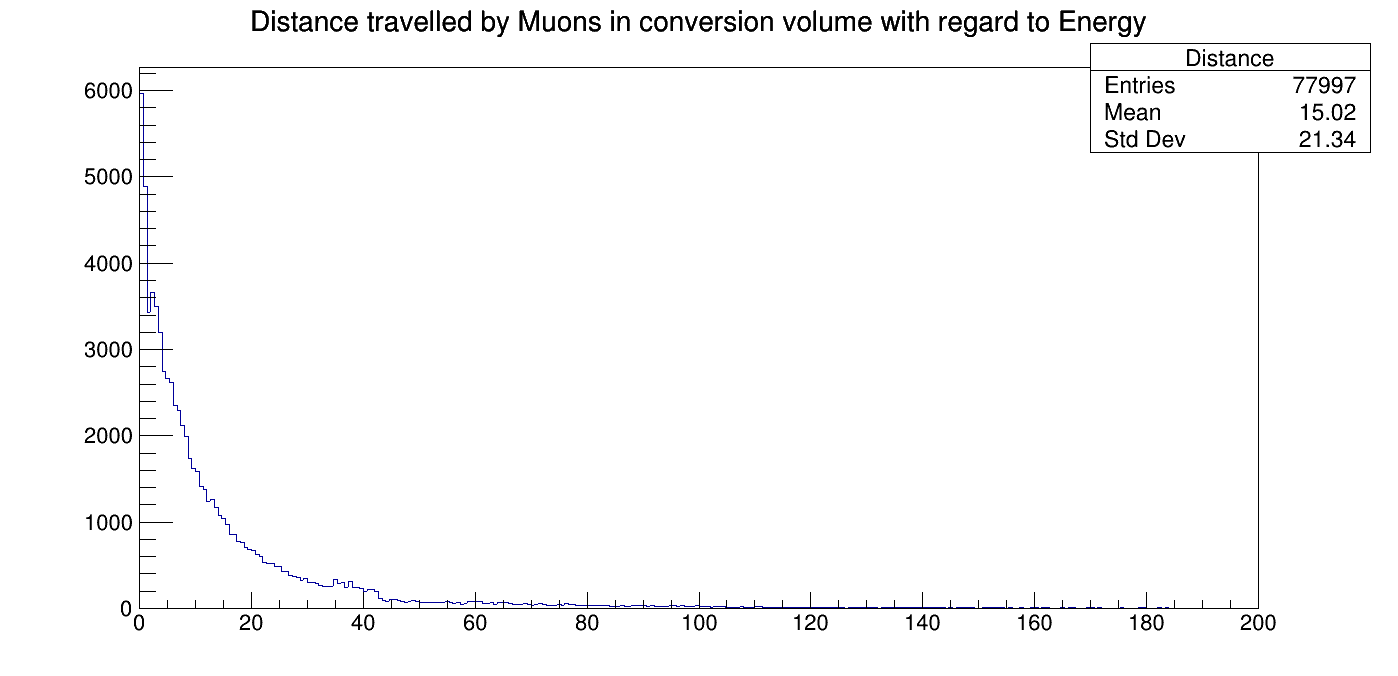 Distance travelled by Muons in conversion volume with regard to Energy
Distance
Entries 77997
Mean 15.02
Std Dev 21.34
6000
5000
4000
3000
2000
1000
0
0 20 40 60 80 100 120 140 160 180 200